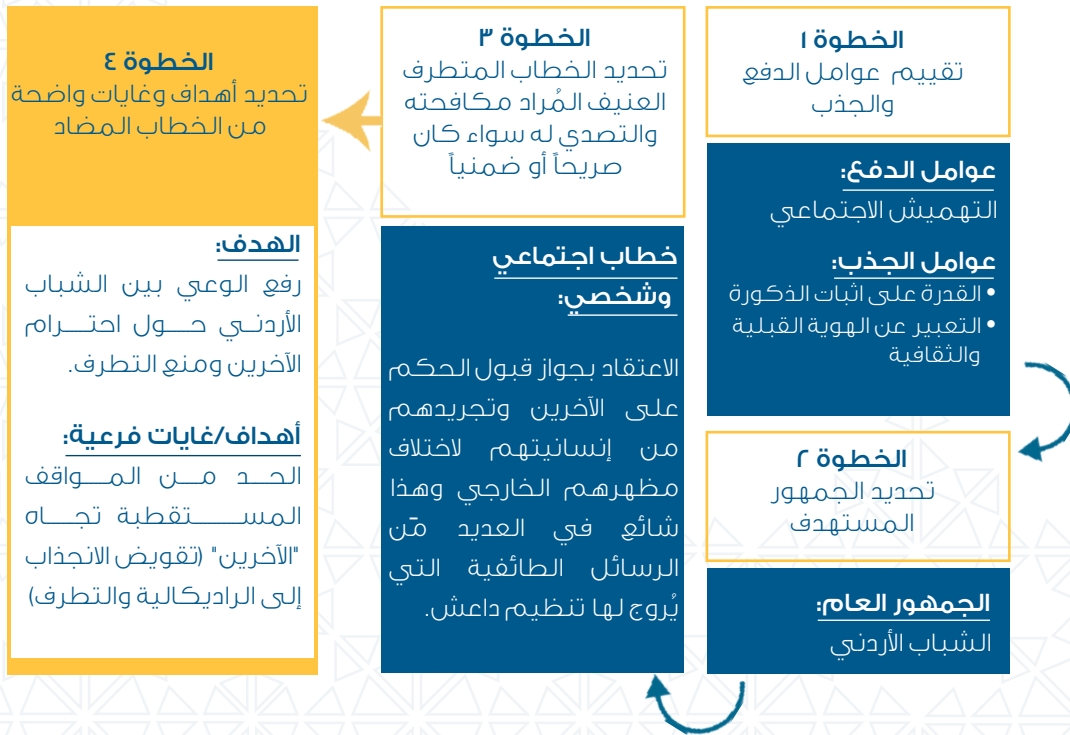 الخطوة ١
تقييم عوامل الدفع
والجذب
عوامل الدفع:
التهميش الاجتماعي
عوامل الجذب:
• القدرة على اثبات الذكورة
• التعبير عن الهوية القبلية
والثقافية
الخطوة ٢
تحديد الجمهور
المستهدف
الجمهور العام:
الشباب الأردني
الخطوة ٣
تحديد الخطاب المتطرف
العنيف المُراد مكافحته
والتصدي له سواء كان
صريحاً أو ضمنياً
خطاب اجتماعي
وشخصي:
الاعتقاد بجواز قبول الحكم
على الآخرين وتجريدهم
من إنسانيتهم لاختلاف
مظهرهم الخارجي وهذا
شائع في العديد مّن
الرسائل الطائفية التي
يُروج لها تنظيم داعش.
الخطوة ٤
تحديد أهداف وغايات واضحة
من الخطاب المضاد
الهدف:
رفع الوعي بين الشباب
الأردني حول احترام
الآخرين ومنع التطرف.
أهداف/غايات فرعية:
الحد من المواقف
المستقطبة تجاه
"الآخرين" (تقويض الانجذاب
إلى الراديكالية والتطرف)